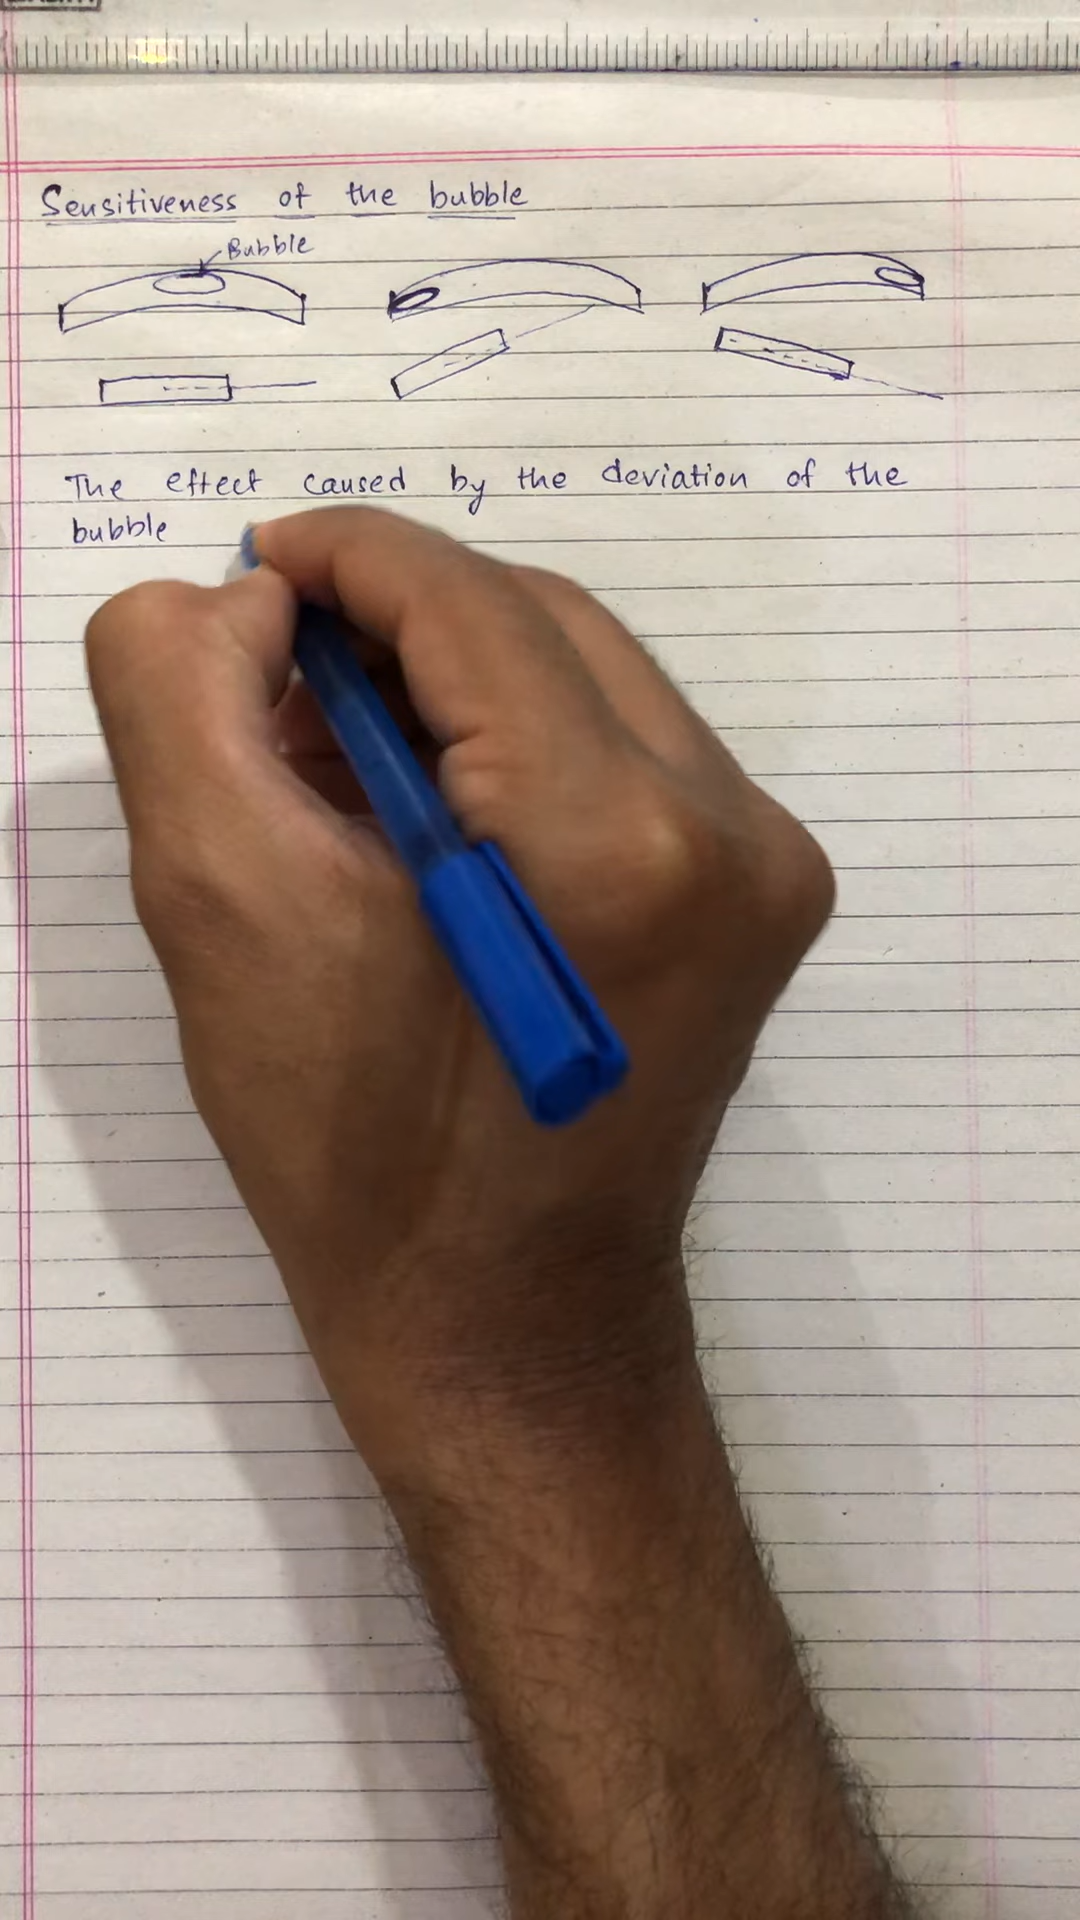 Sensitiveness of the bubble
Bubble
The effect caused by the deviation of the
bubble